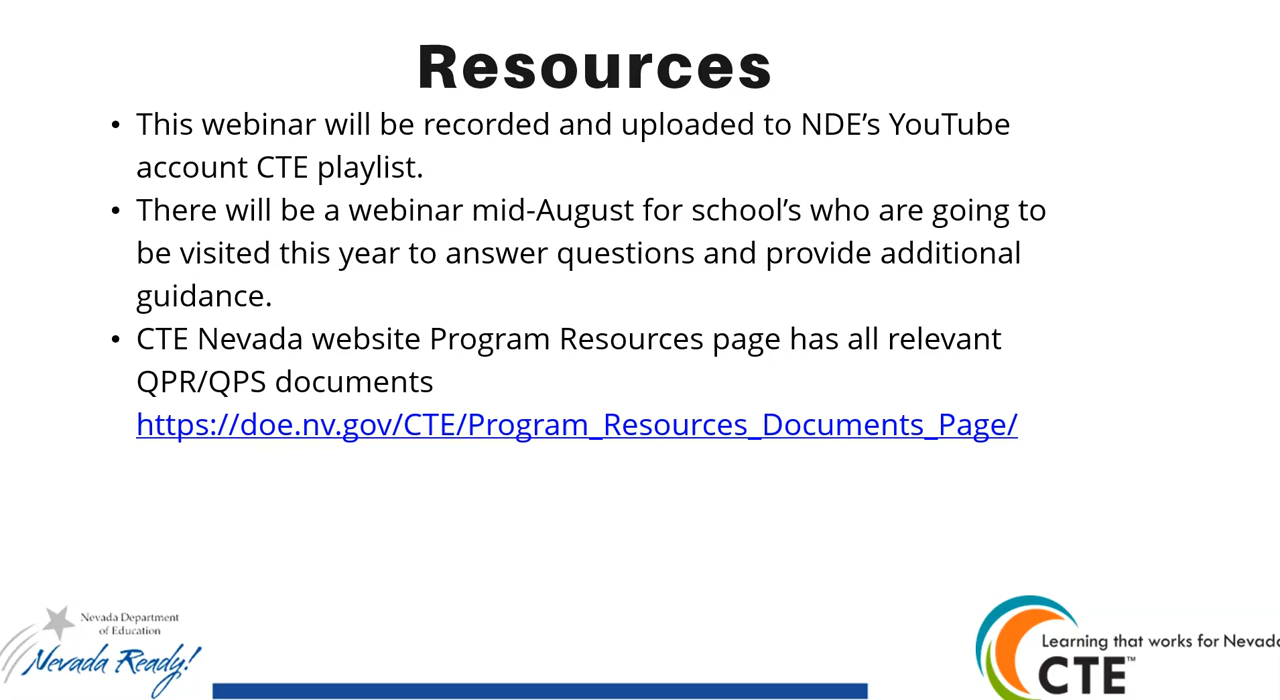 Resources
• This webinar will be recorded and uploaded to NDE’s YouTube
account CTE playlist.
• There will be a webinar mid-August for school’s who are going to
be visited this year to answer questions and provide additional
guidance.
• CTE Nevada website Program Resources page has all relevant
QPR/QPS documents
https://doe.nv.gov/CTE/Program_Resources_Documents_Page/
Nevada Department
of Education
Nevada Ready!
Learning that works for Nevada
CTE™